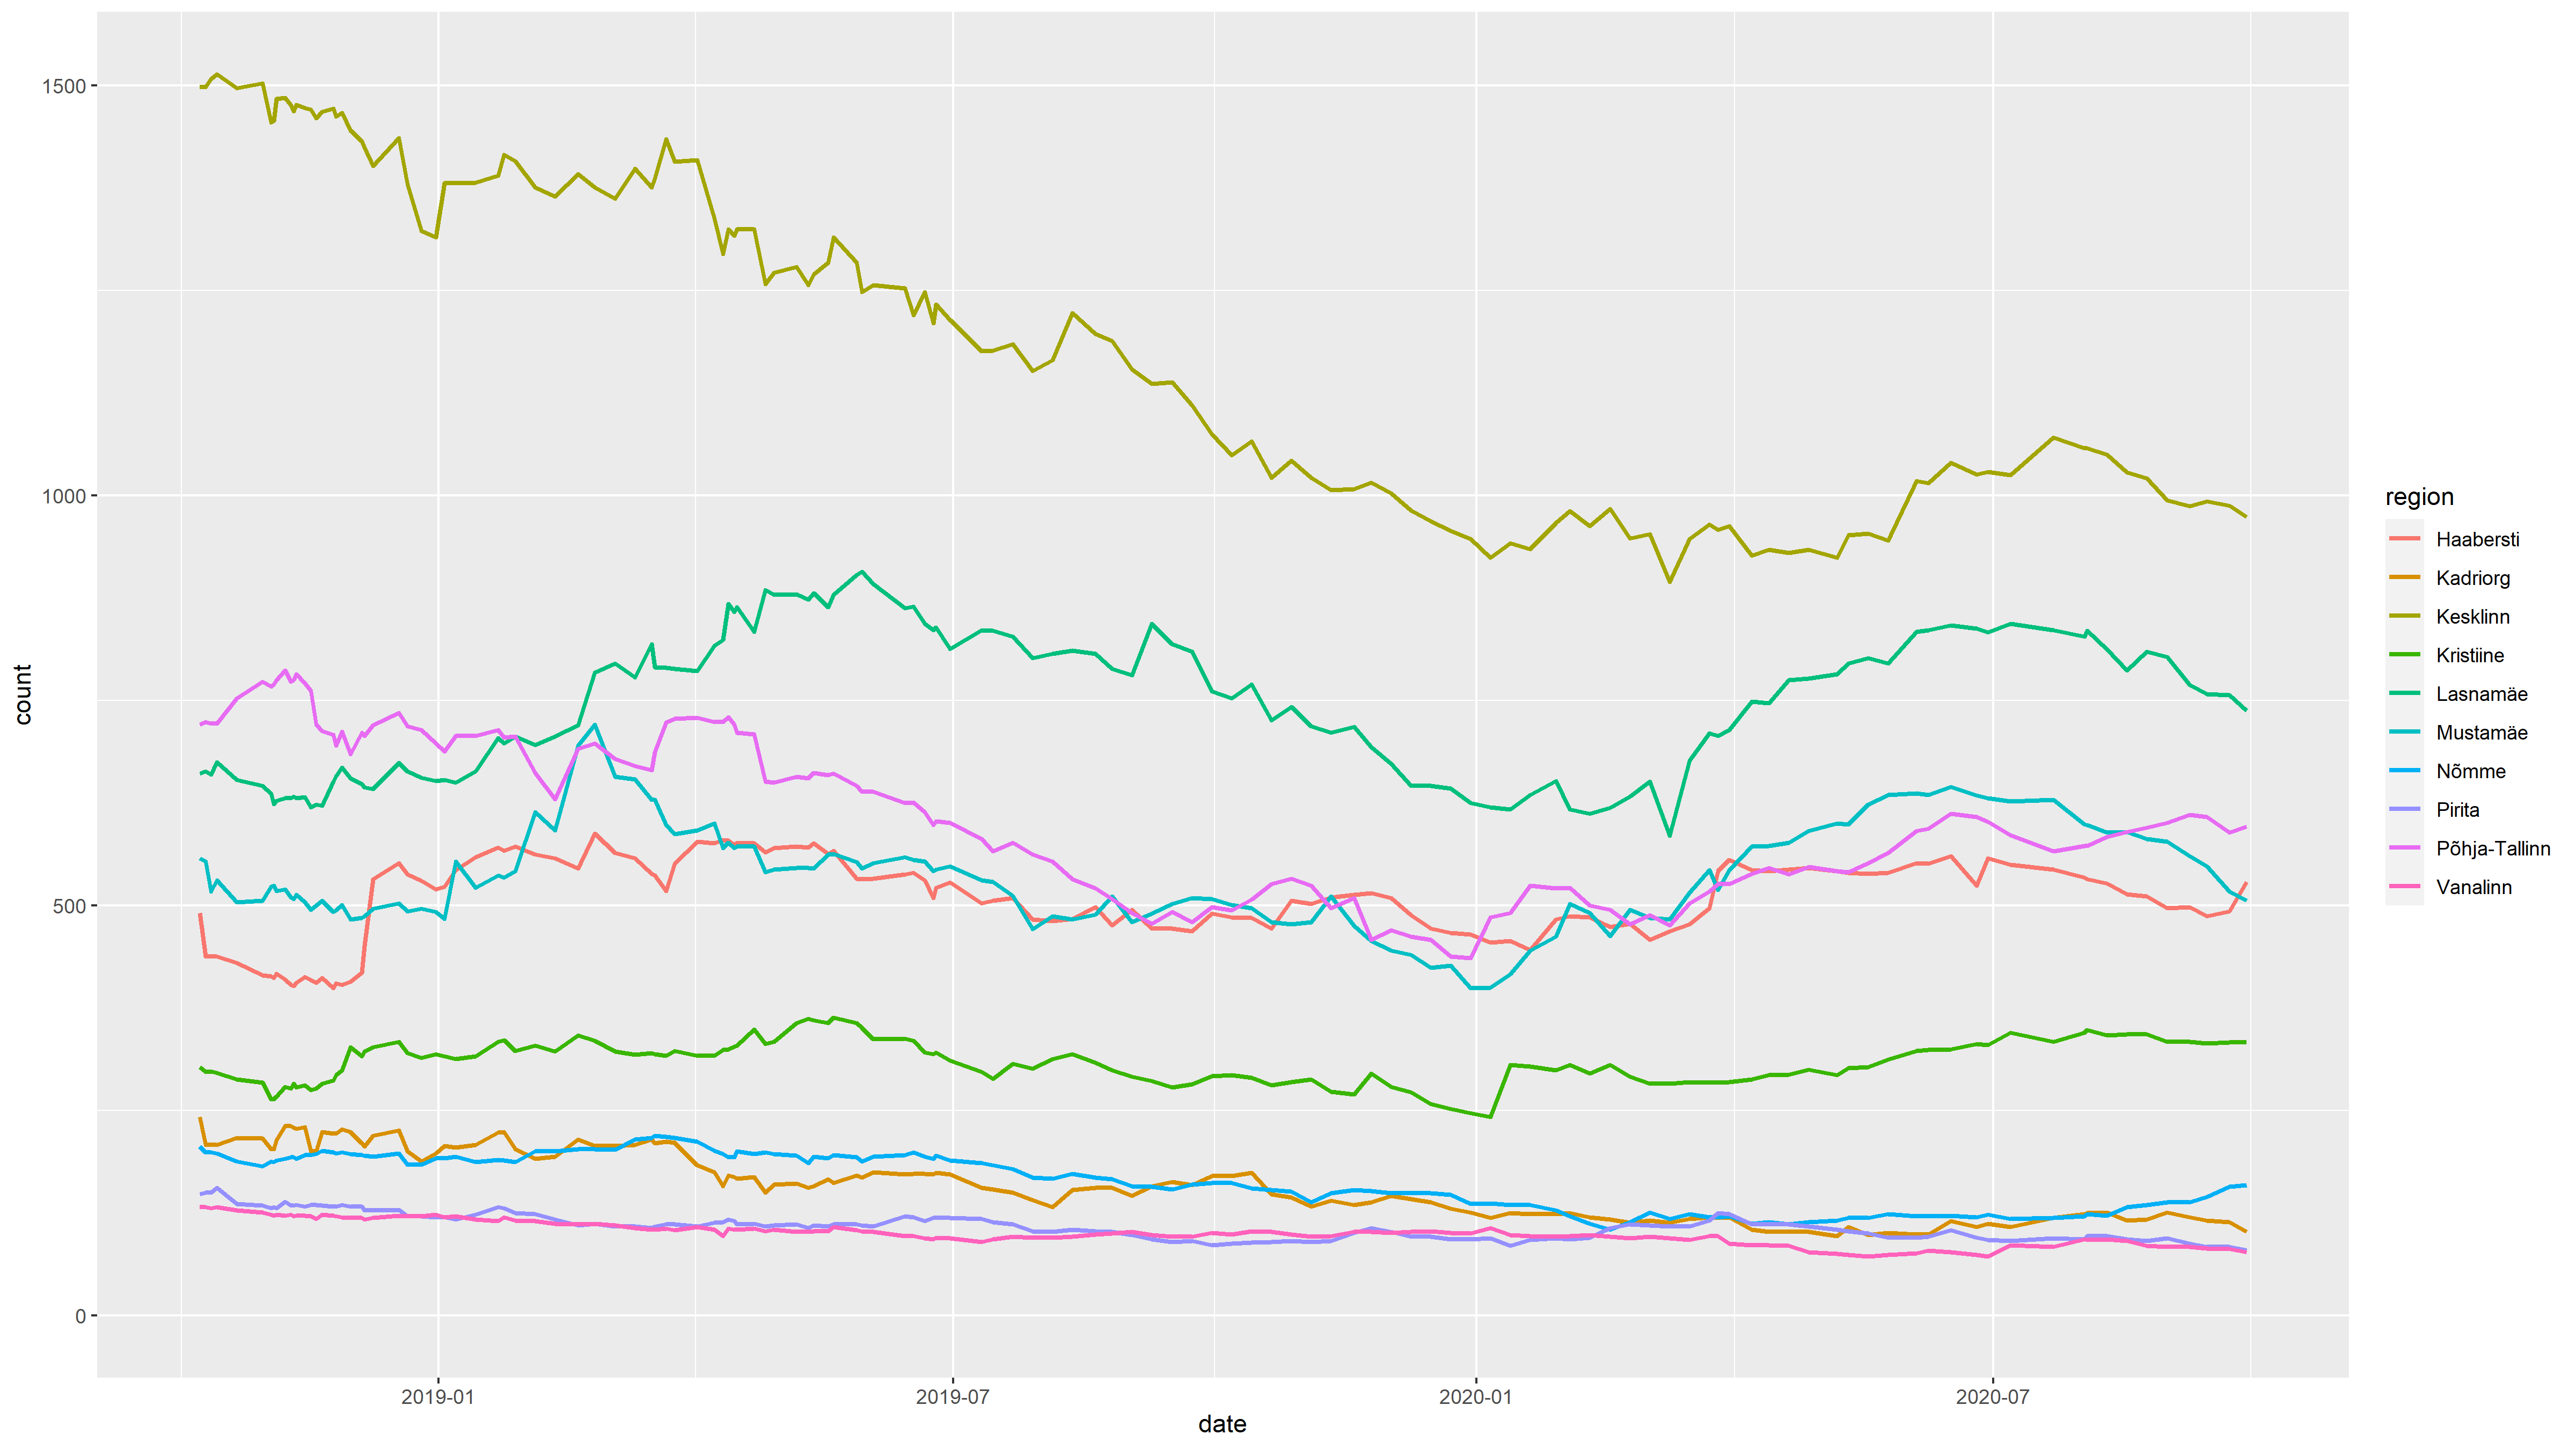 1500
1000
500
0
count
2019-01
2019-07
2020-01
2020-07
date
region
Haabersti
Kadriorg
Kesklinn
Kristiine
Lasnamäe
Mustamäe
Nõmme
Pirita
Põhja-Tallinn
Vanalinn